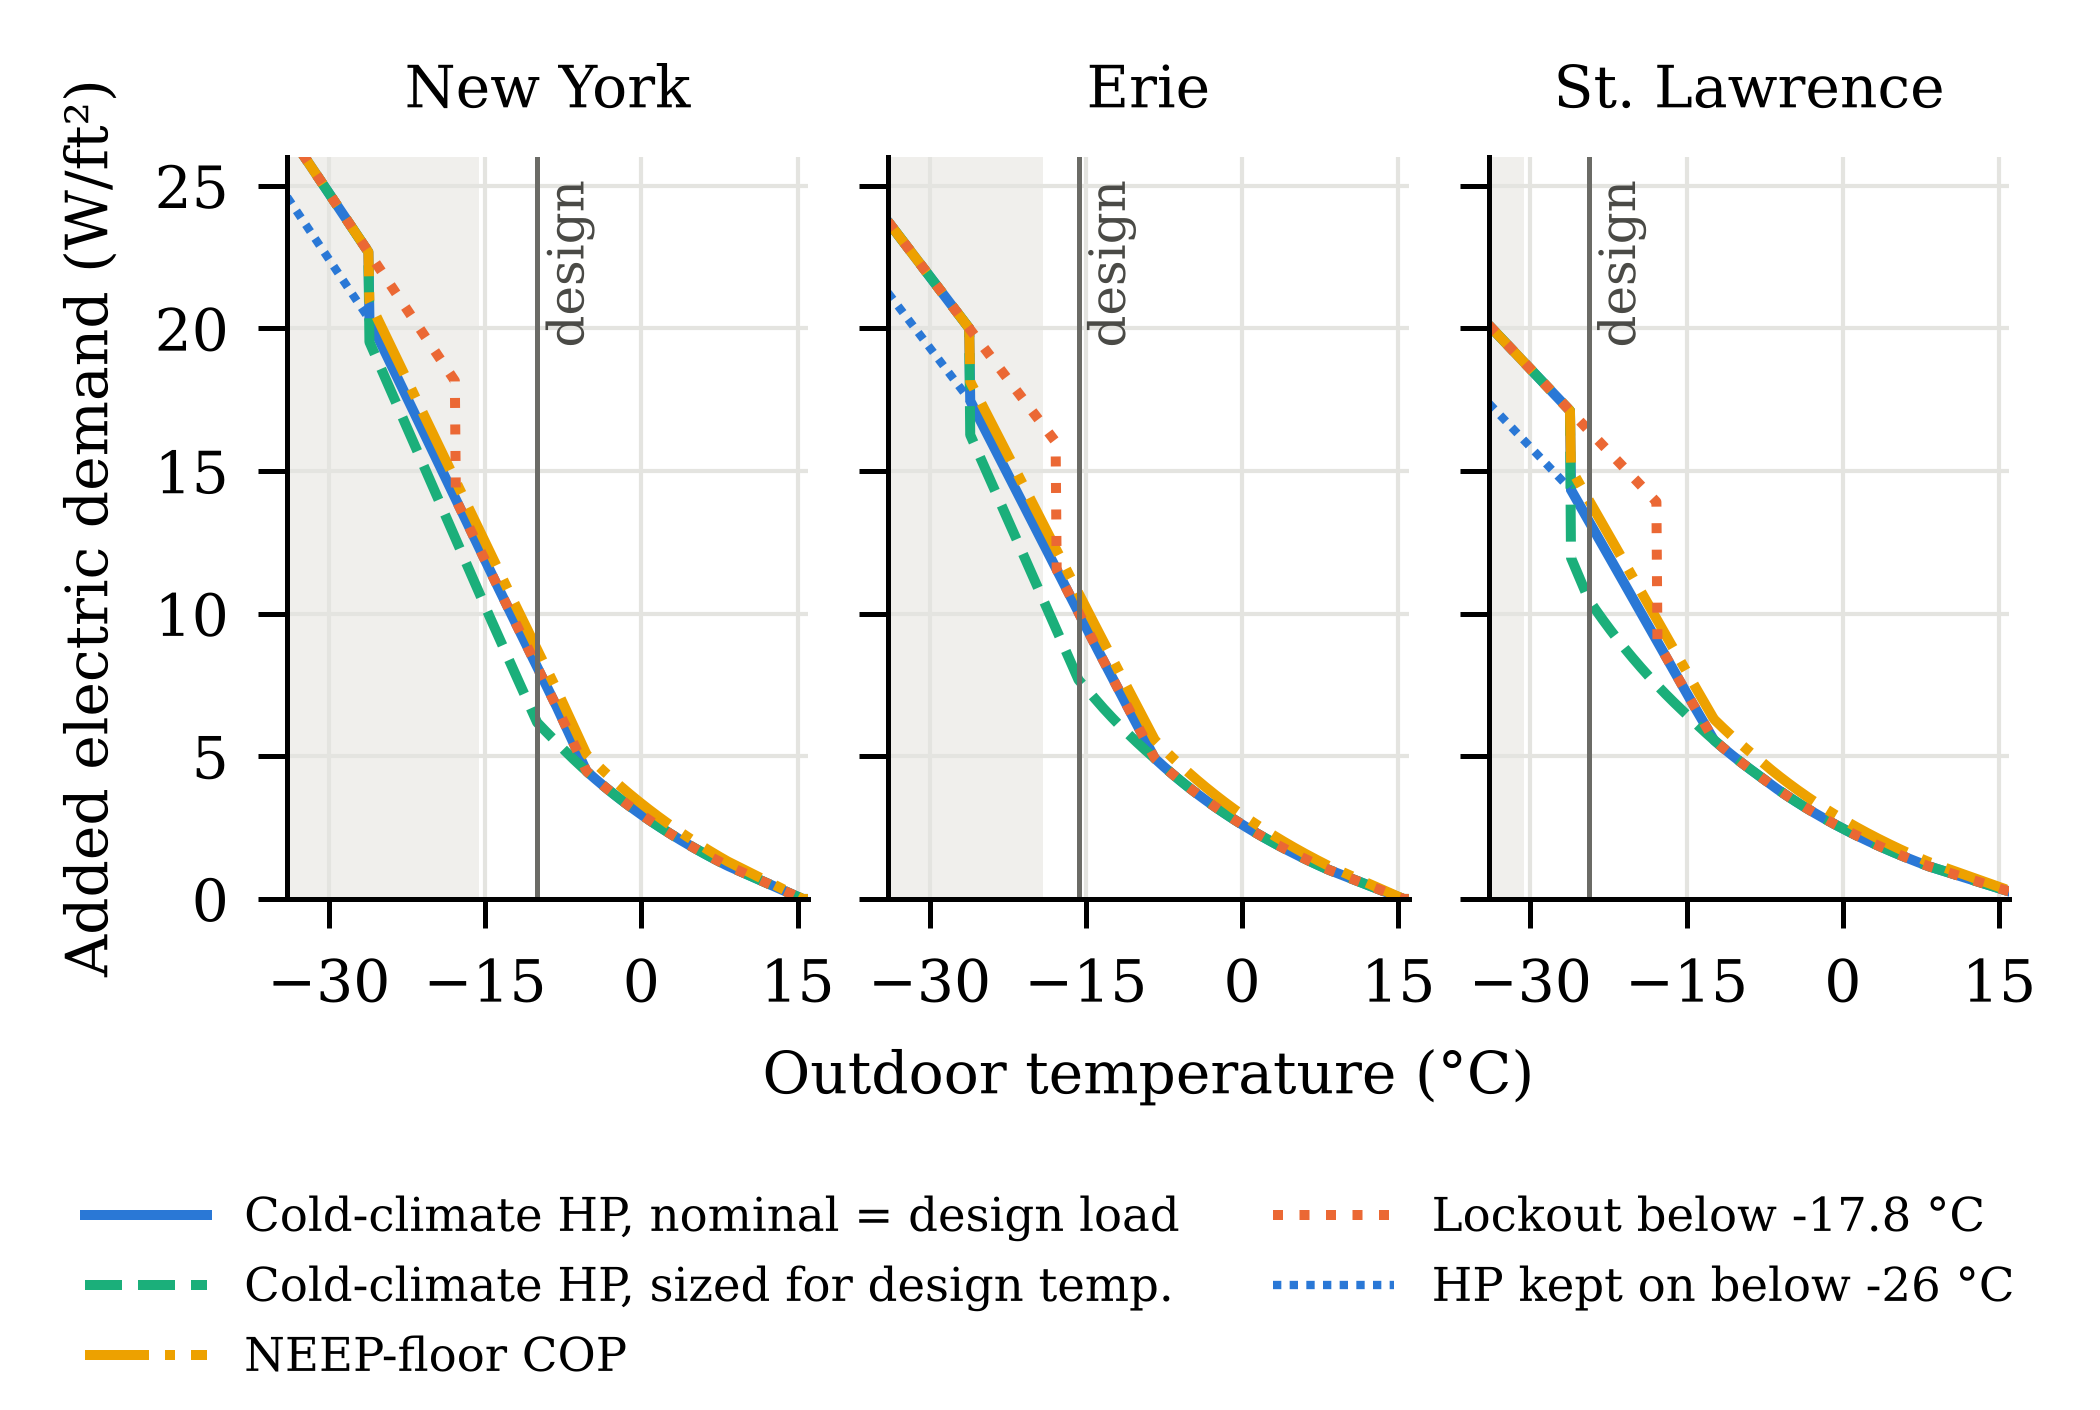 New York
Erie
St. Lawrence
Added electric demand (W/ft²)
25
20
15
10
5
0
design
design
design
−30 −15 0 15
−30 −15 0 15
−30 −15 0 15
Outdoor temperature (°C)
Cold-climate HP, nominal = design load
Cold-climate HP, sized for design temp.
NEEP-floor COP
Lockout below -17.8 °C
HP kept on below -26 °C